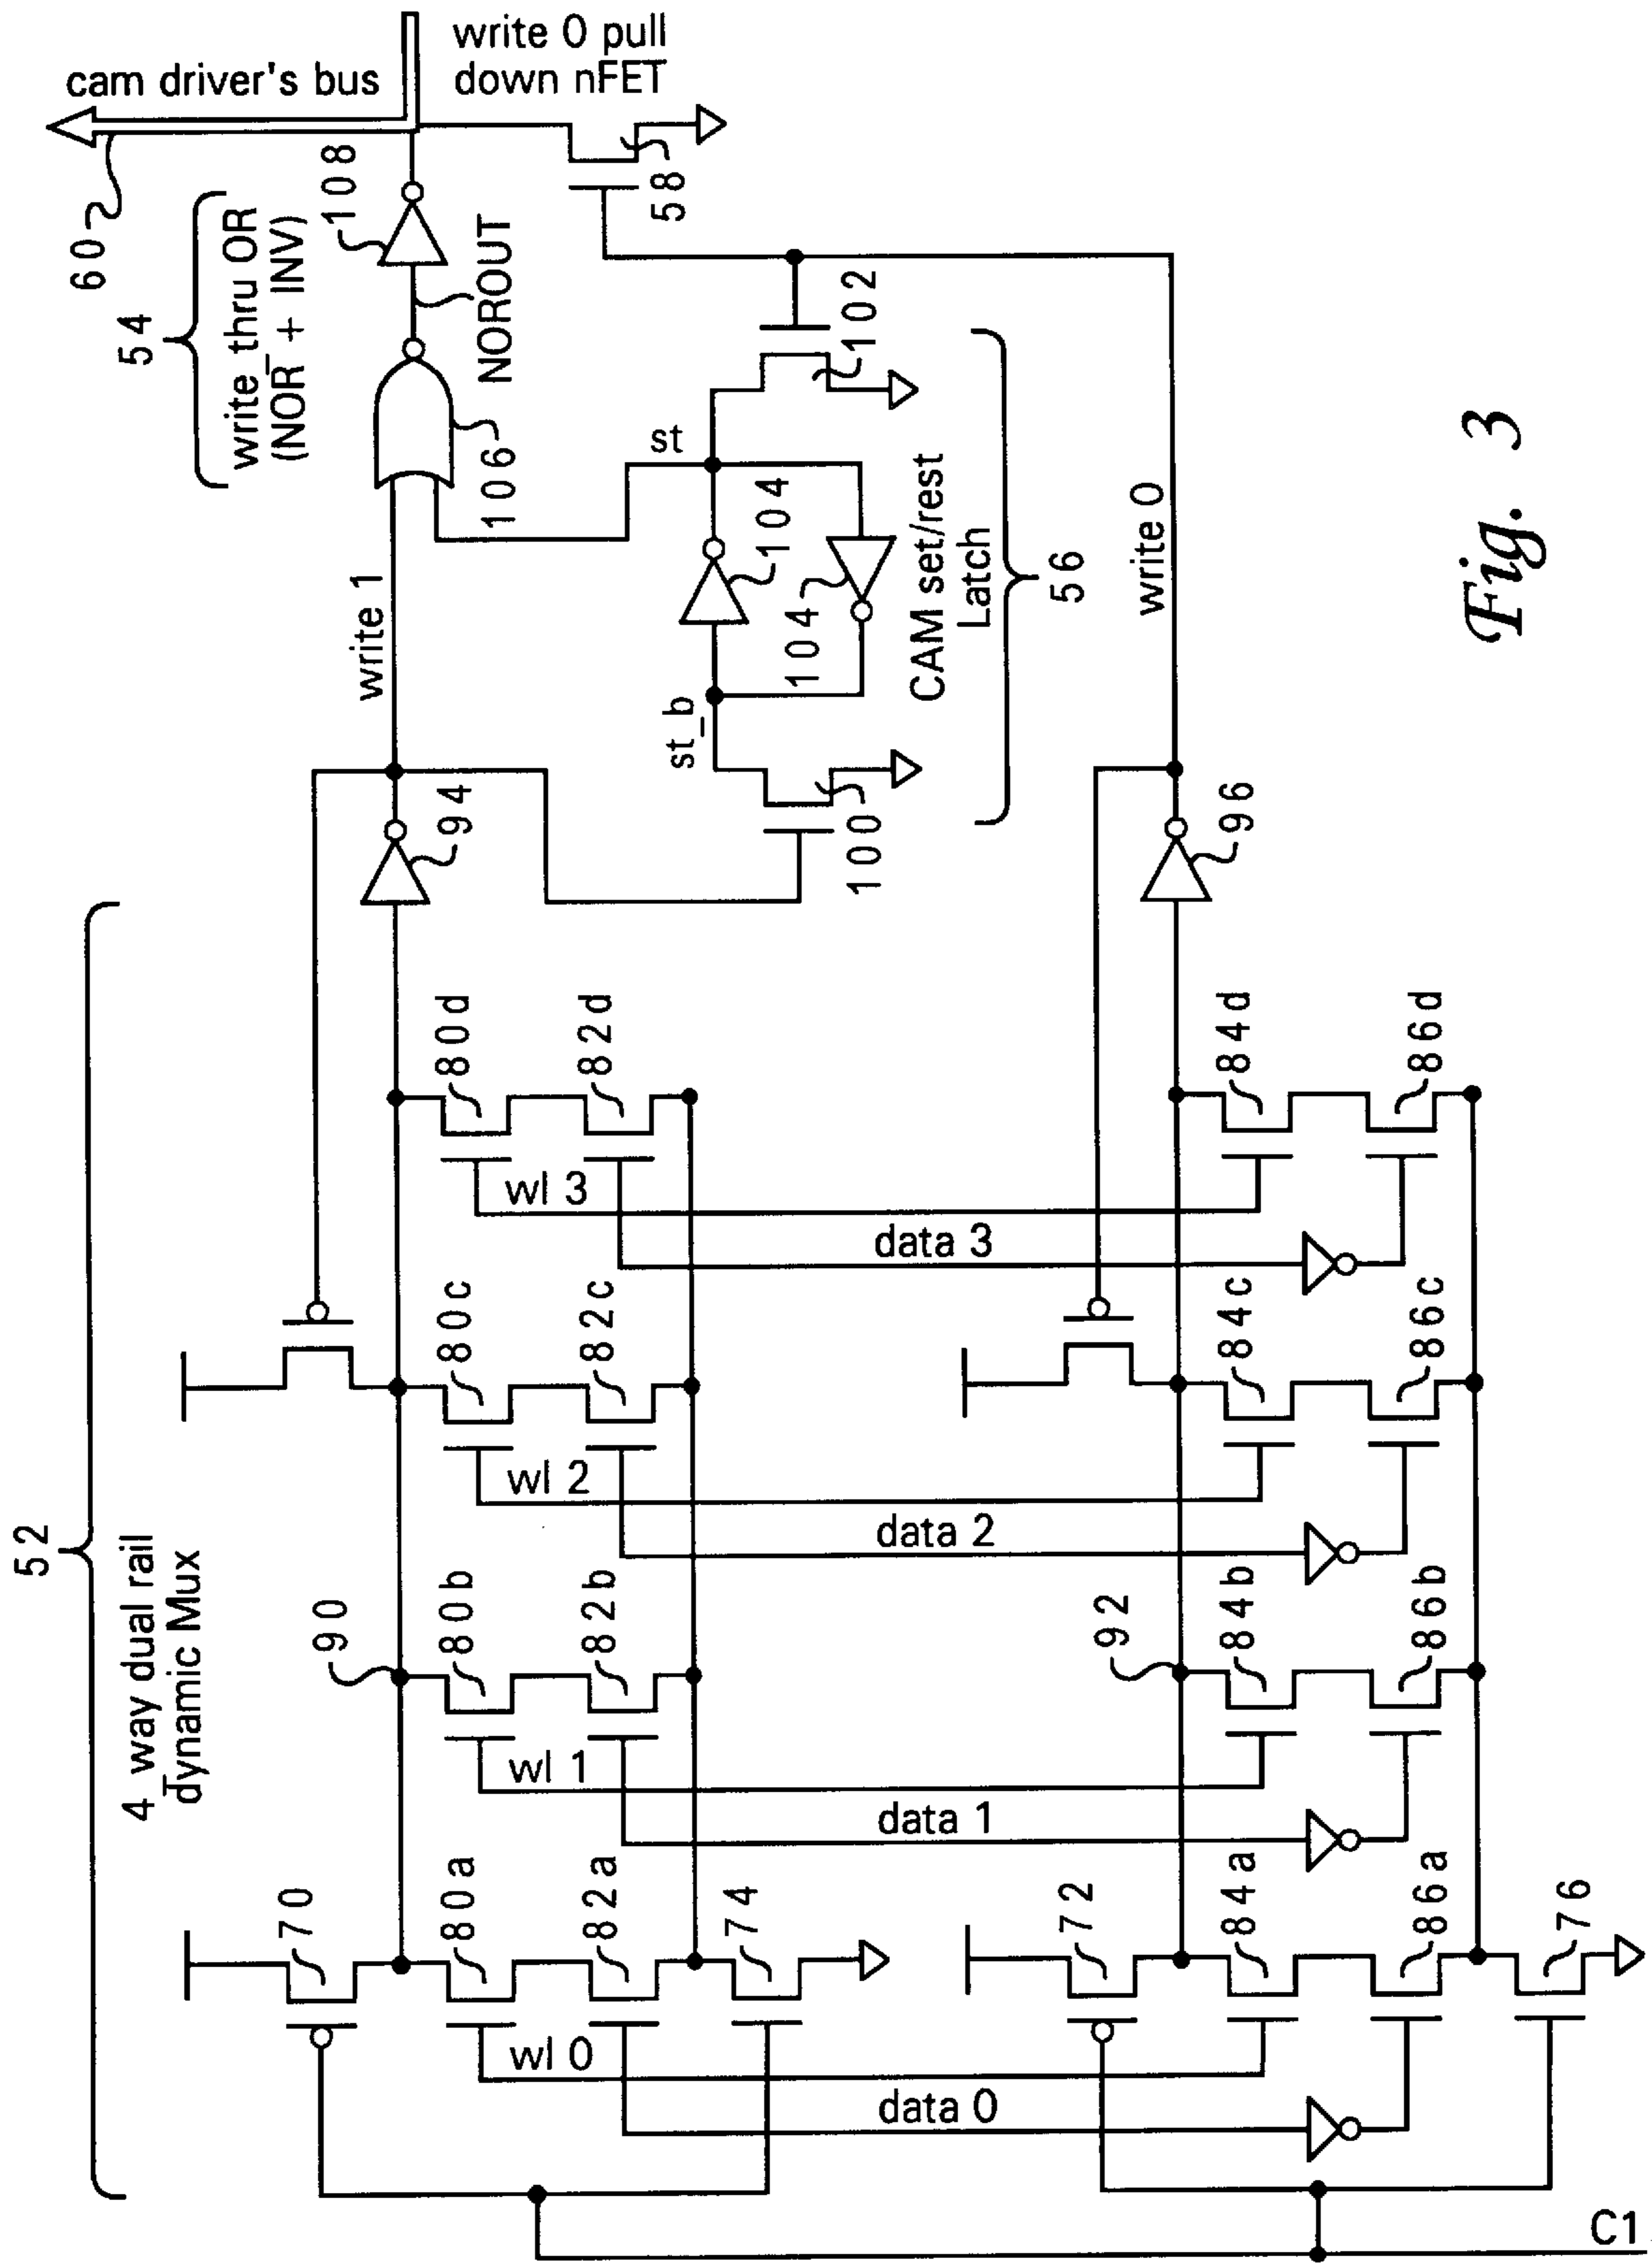 cam driver's bus
write 0 pull
down nFET
60
54
write_thru OR
(NOR + INV)
108
58
NOROUT
106
102
st
104
104
st_b
CAM set/rest
Latch
56
100
write 1
write 0
94
96
52
4_way dual rail
dynamic Mux
80d
82d
84d
86d
wl 3
data 3
80c
82c
84c
86c
wl 2
data 2
90
80b
82b
92
84b
86b
wl 1
data 1
70
80a
82a
74
72
84a
86a
76
wl 0
data 0
C1
Fig. 3